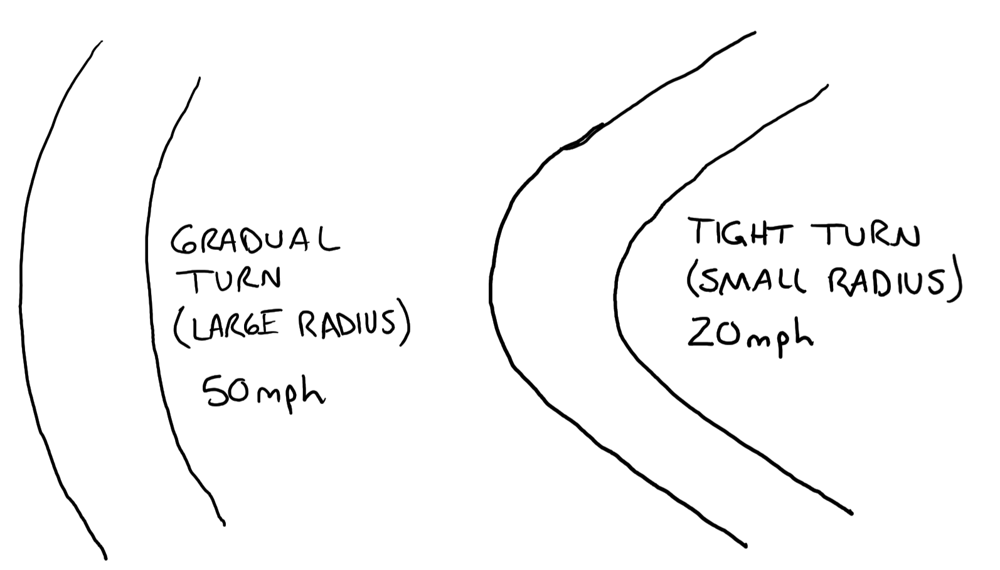 GRADUAL
TURN
(LARGE RADIUS)
50mph
TIGHT TURN
(SMALL RADIUS)
20mph